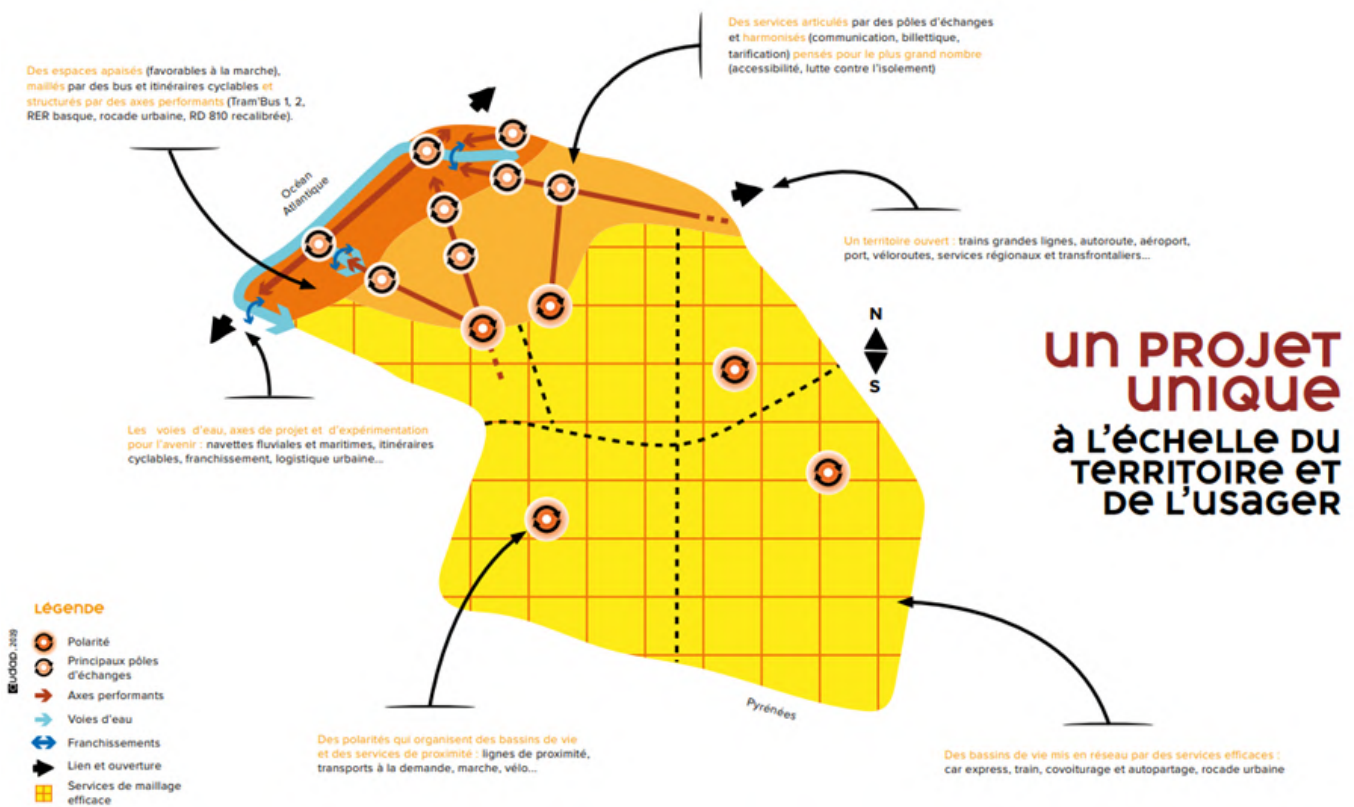 Des services articulés par des pôles d'échanges
et harmonisés (communication, billettique,
tarification) pensés pour le plus grand nombre
(accessibilité, lutte contre l'isolement)
Des espaces apaisés (favorables à la marche),
maillés par des bus et itinéraires cyclables et
structurés par des axes performants (Tram'Bus 1, 2,
RER basque, rocade urbaine, RD 810 recalibrée).
Océan
Atlantique
Un territoire ouvert : trains grandes lignes, autoroute, aéroport,
port, véloroutes, services régionaux et transfrontaliers...
N
S
UN PROJET
UNIQUE
à L'ÉCHELLE DU
TERRITOIRE ET
DE L'USAGER
Les voies d'eau, axes de projet et d'expérimentation
pour l'avenir : navettes fluviales et maritimes, itinéraires
cyclables, franchissement, logistique urbaine...
LÉGENDE
Polarité
Principaux pôles
d'échanges
Axes performants
Voies d'eau
Franchissements
Lien et ouverture
Services de maillage
efficace
audap, 2019
Pyrénées
Des polarités qui organisent des bassins de vie
et des services de proximité : lignes de proximité,
transports à la demande, marche, vélo...
Des bassins de vie mis en réseau par des services efficaces :
car express, train, covoiturage et autopartage, rocade urbaine